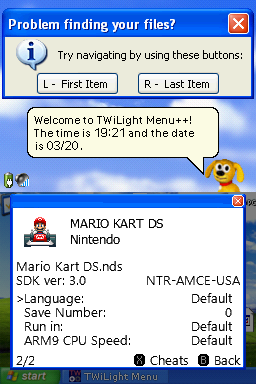 Problem finding your files?
Try navigating by using these buttons:
L - First Item
R - Last Item
Welcome to TWiLight Menu++!
The time is 19:21 and the date
is 03/20.
MARIO KART DS
Nintendo
Mario Kart DS.nds
SDK ver: 3.0 NTR-AMCE-USA
>Language: Default
Save Number: 0
Run in: Default
ARM9 CPU Speed: Default
2/2 X Cheats B Back
start TWiLight Menu